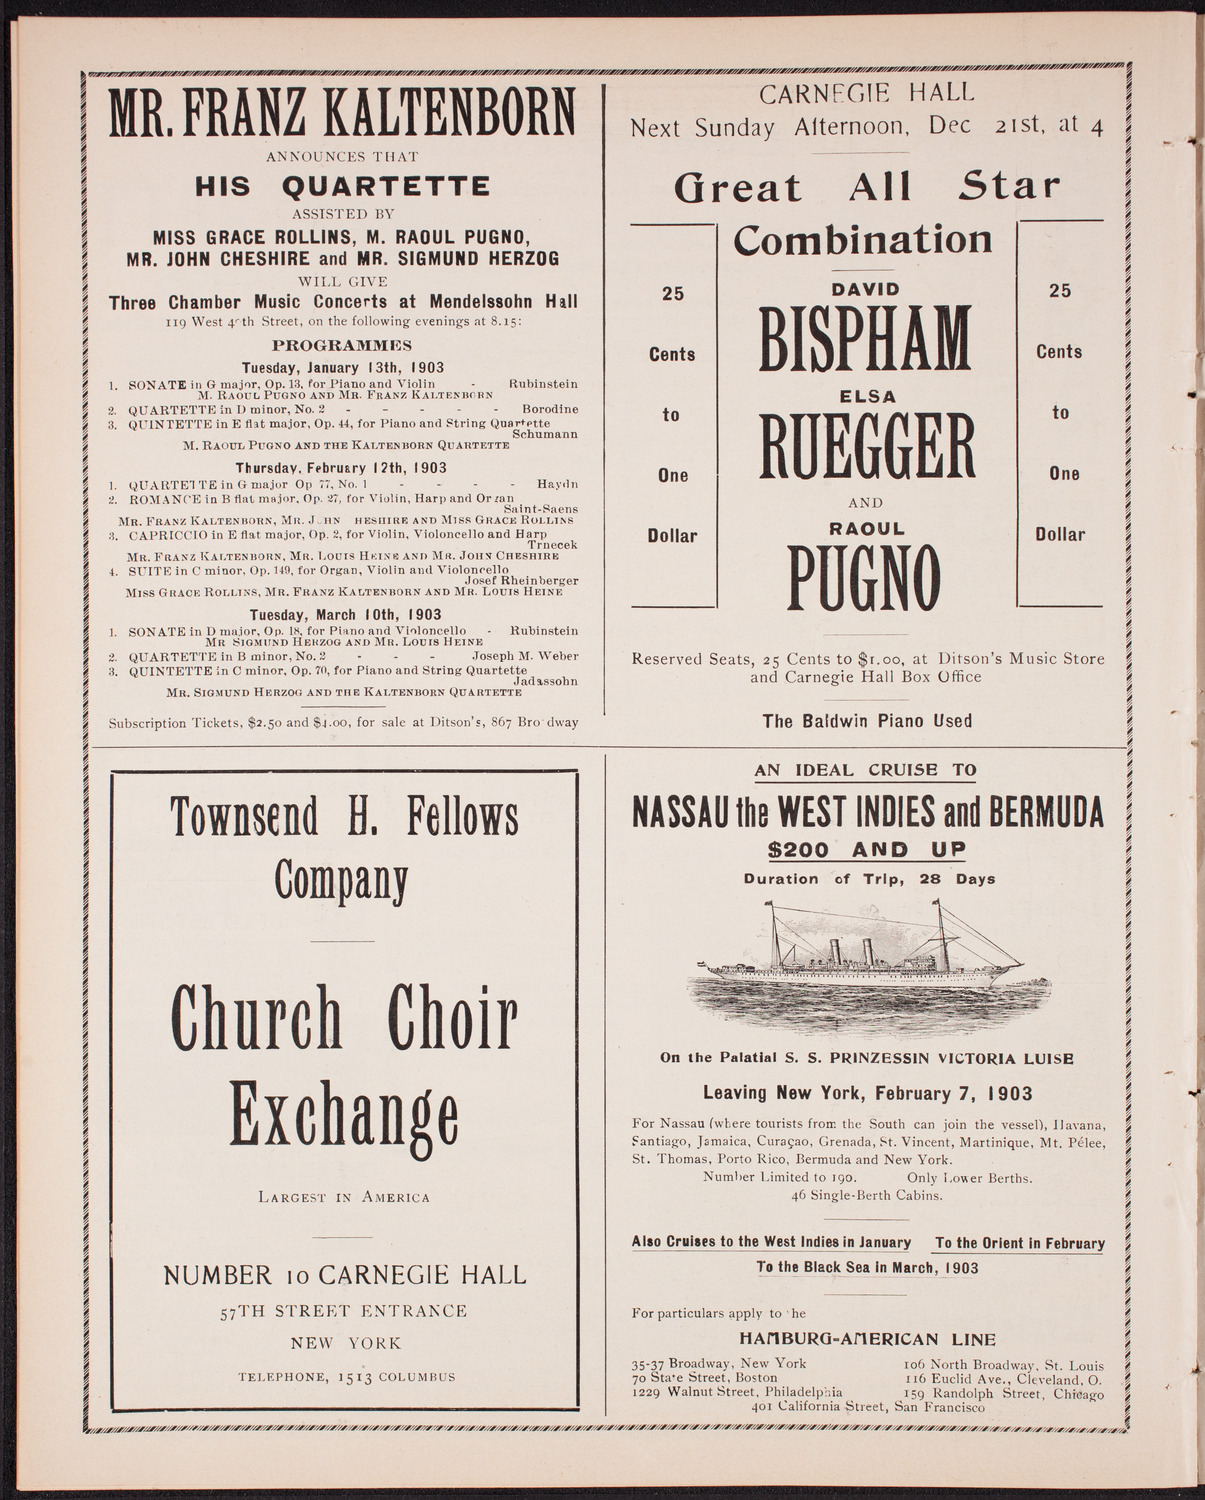 MR. FRANZ KALTENBORN
ANNOUNCES THAT
HIS QUARTETTE
ASSISTED BY
MISS GRACE ROLLINS, M. RAOUL PUGNO,
MR. JOHN CHESHIRE and MR. SIGMUND HERZOG
WILL GIVE
Three Chamber Music Concerts at Mendelssohn Hall
119 West 4 th Street, on the following evenings at 8.15:
PROGRAMMES
Tuesday, January 13th, 1903
1. SONATE in G major, Op. 13, for Piano and Violin - Rubinstein
M. RAOUL PUGNO AND MR. FRANZ KALTENBORN
2. QUARTETTE in D minor, No. 2 - - - - - Borodine
3. QUINTETTE in E flat major, Op. 44, for Piano and String Quartette
Schumann
M. RAOUL PUGNO AND THE KALTENBORN QUARTETTE
Thursday, February 12th, 1903
1. QUARTETTE in G major Op 77, No. 1 - - - - Haydn
2. ROMANCE in B flat major, Op. 27, for Violin, Harp and Organ
Saint-Saens
MR. FRANZ KALTENBORN, MR. J HN HESHIRE AND MISS GRACE ROLLINS
3. CAPRICCIO in E flat major, Op. 2, for Violin, Violoncello and Harp
Trnecek
MR. FRANZ KALTENBORN, MR. LOUIS HEINE AND MR. JOHN CHESHIRE
4. SUITE in C minor, Op. 149, for Organ, Violin and Violoncello
Josef Rheinberger
MISS GRACE ROLLINS, MR. FRANZ KALTENBORN AND MR. LOUIS HEINE
Tuesday, March 10th, 1903
1. SONATE in D major, Op. 18, for Piano and Violoncello - Rubinstein
MR SIGMUND HERZOG AND MR. LOUIS HEINE
2. QUARTETTE in B minor, No. 2 - - - Joseph M. Weber
3. QUINTETTE in C minor, Op. 70, for Piano and String Quartette
Jadassohn
MR. SIGMUND HERZOG AND THE KALTENBORN QUARTETTE
Subscription Tickets, $2.50 and $4.00, for sale at Ditson's, 867 Bro dway
CARNEGIE HALL
Next Sunday Afternoon, Dec 21st, at 4
Great All Star
Combination
25
Cents
to
One
Dollar
DAVID
BISPHAM
ELSA
RUEGGER
AND
RAOUL
PUGNO
25
Cents
to
One
Dollar
Reserved Seats, 25 Cents to $1.00, at Ditson's Music Store
and Carnegie Hall Box Office
The Baldwin Piano Used
Townsend H. Fellows
Company
Church Choir
Exchange
LARGEST IN AMERICA
NUMBER 10 CARNEGIE HALL
57TH STREET ENTRANCE
NEW YORK
TELEPHONE, 1513 COLUMBUS
AN IDEAL CRUISE TO
NASSAU the WEST INDIES and BERMUDA
$200 AND UP
Duration of Trip, 28 Days
On the Palatial S. S. PRINZESSIN VICTORIA LUISE
Leaving New York, February 7, 1903
For Nassau (where tourists from the South can join the vessel), Havana,
Santiago, Jamaica, Curaçao, Grenada, St. Vincent, Martinique, Mt. Pélee,
St. Thomas, Porto Rico, Bermuda and New York.
Number Limited to 190. Only Lower Berths.
46 Single-Berth Cabins.
Also Cruises to the West Indies in January To the Orient in February
To the Black Sea in March, 1903
For particulars apply to he
HAMBURG-AMERICAN LINE
35-37 Broadway, New York
70 State Street, Boston
1229 Walnut Street, Philadelphia
106 North Broadway, St. Louis
116 Euclid Ave., Cleveland, O.
159 Randolph Street, Chicago
401 California Street, San Francisco